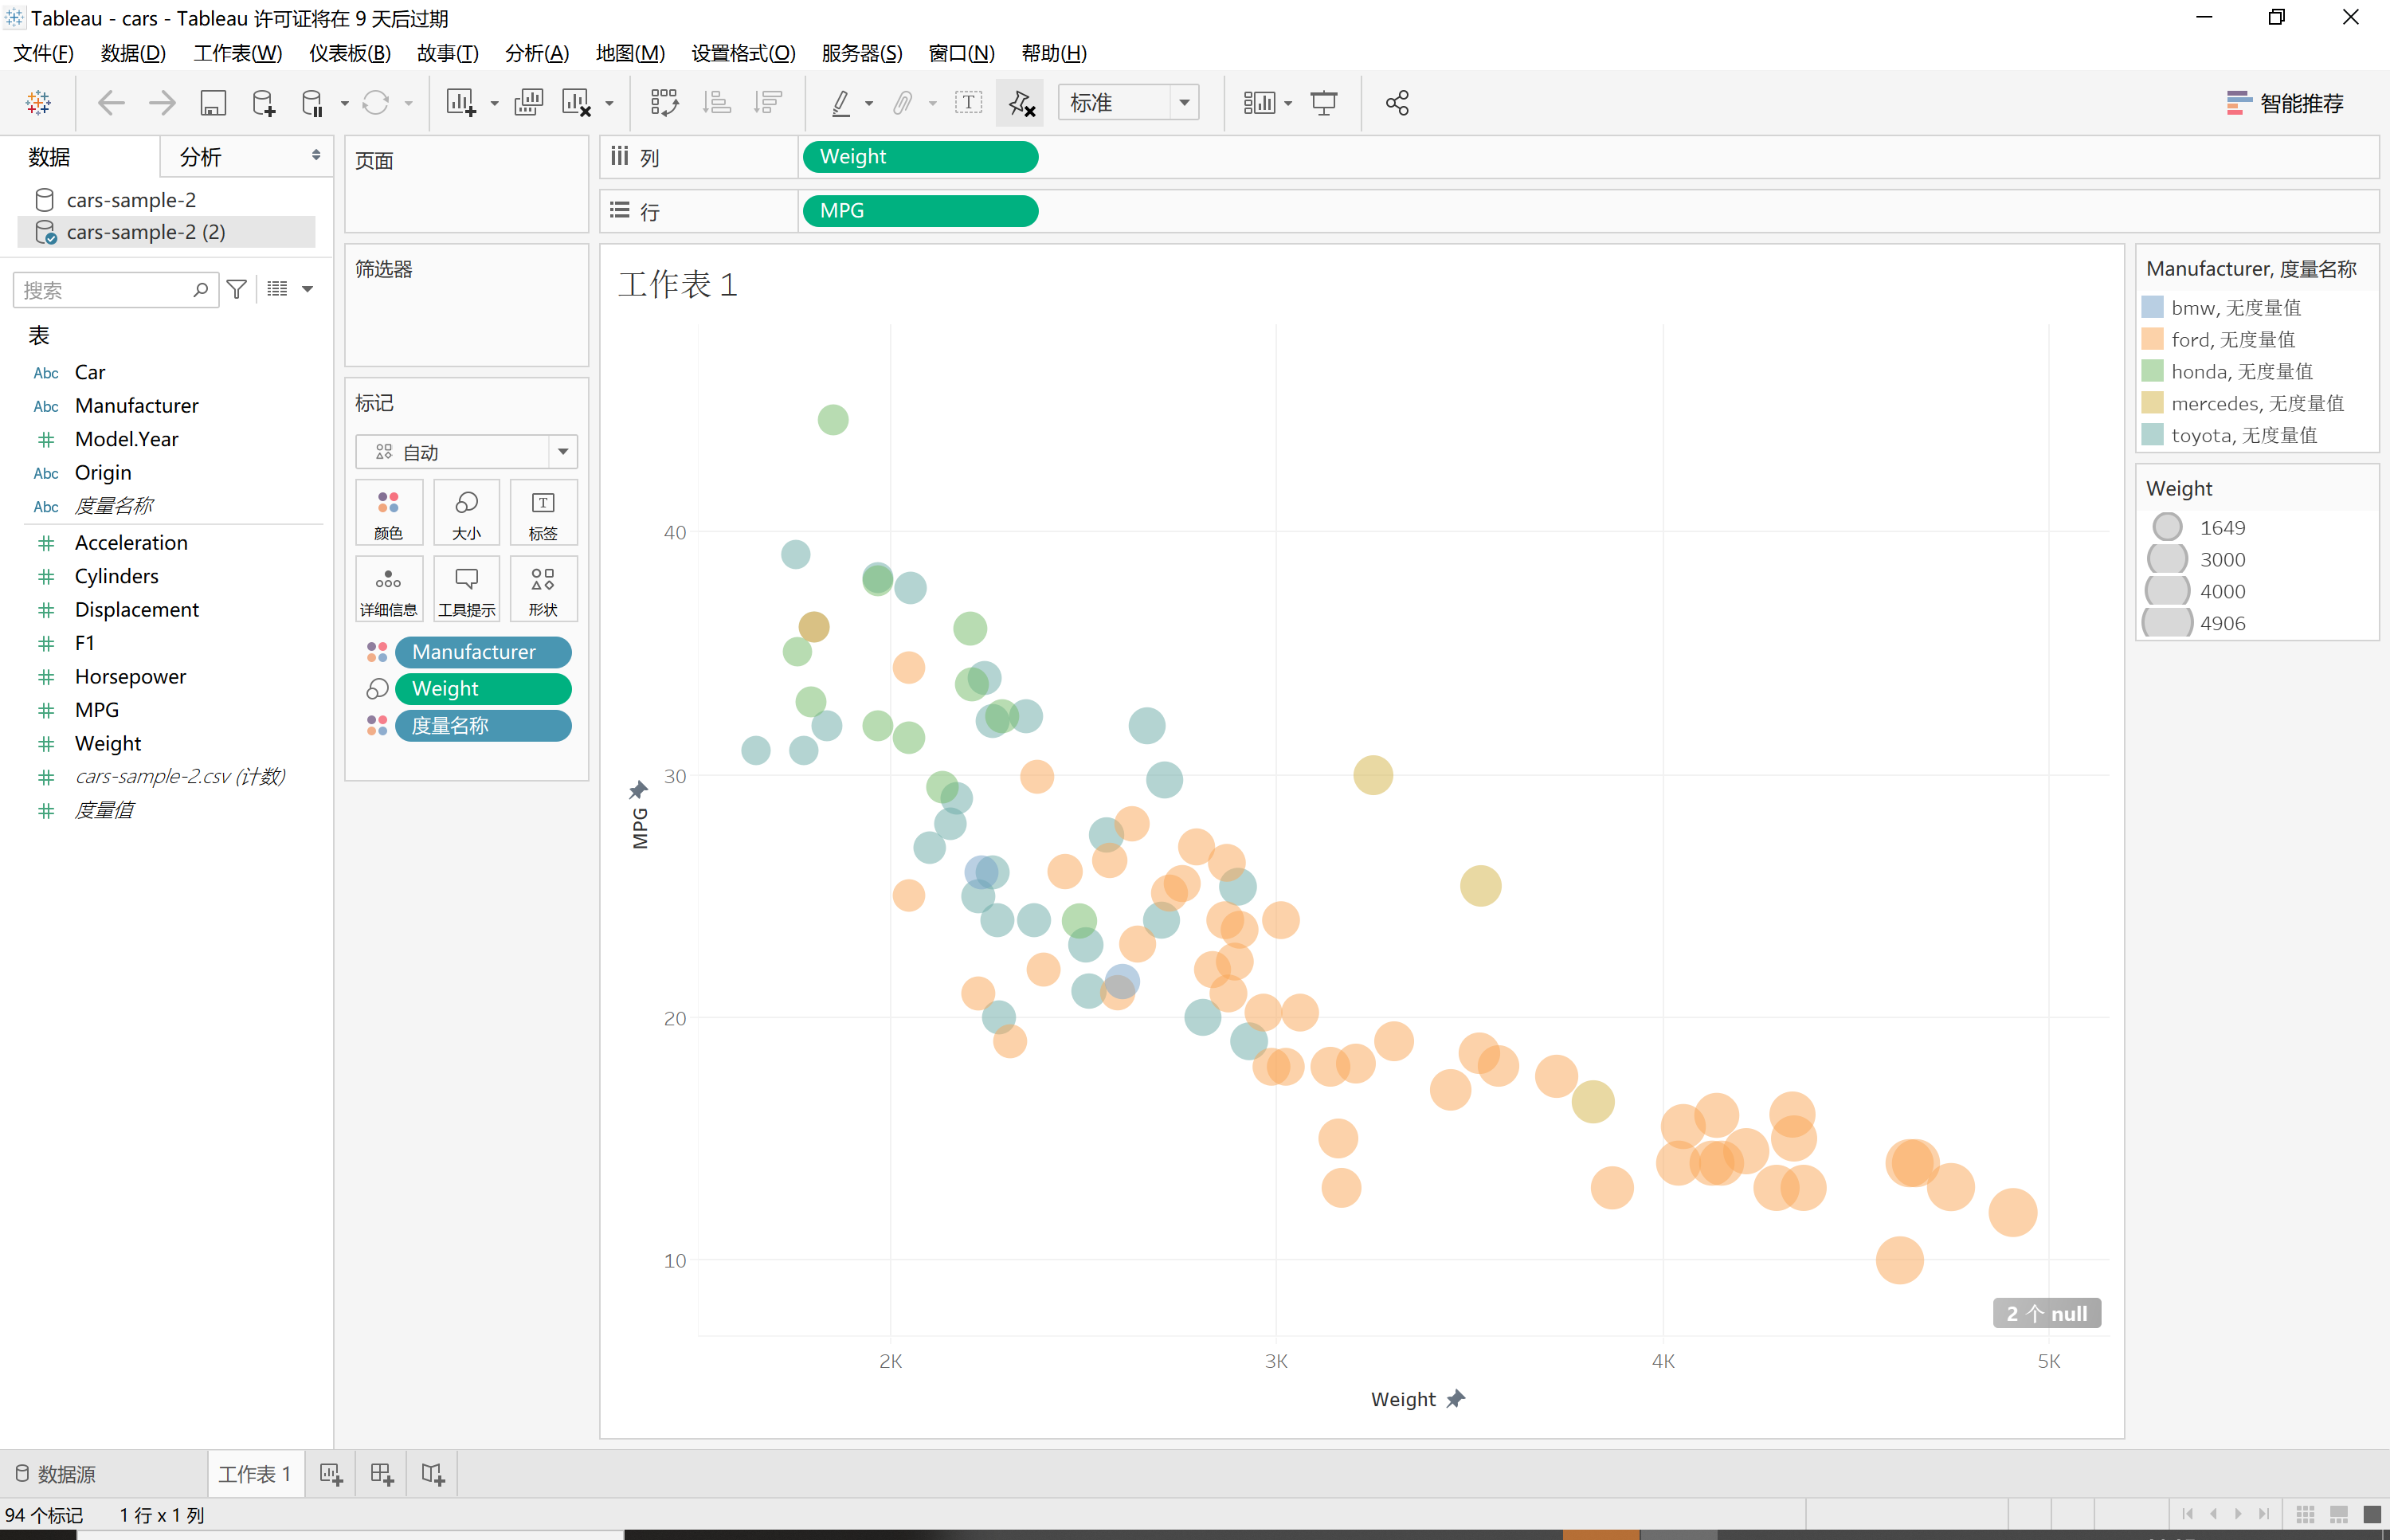 Tableau - cars - Tableau 许可证将在 9 天后过期
文件(F) 数据(D) 工作表(W) 仪表板(B) 故事(T) 分析(A) 地图(M) 设置格式(O) 服务器(S) 窗口(N) 帮助(H)
标准
智能推荐
数据 分析
cars-sample-2
cars-sample-2 (2)
搜索
表
Abc Car
Abc Manufacturer
# Model.Year
Abc Origin
Abc 度量名称
# Acceleration
# Cylinders
# Displacement
# F1
# Horsepower
# MPG
# Weight
# cars-sample-2.csv (计数)
# 度量值
页面
筛选器
标记
自动
颜色 大小 标签
详细信息 工具提示 形状
Manufacturer
Weight
度量名称
列 Weight
行 MPG
工作表 1
40
30
20
10
MPG
2K 3K 4K 5K
Weight
2 个 null
Manufacturer, 度量名称
bmw, 无度量值
ford, 无度量值
honda, 无度量值
mercedes, 无度量值
toyota, 无度量值
Weight
1649
3000
4000
4906
数据源 工作表 1
94 个标记 1 行 x 1 列